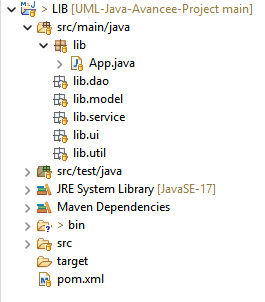 > LIB [UML-Java-Avancee-Project main]
src/main/java
lib
App.java
lib.dao
lib.model
lib.service
lib.ui
lib.util
src/test/java
JRE System Library [JavaSE-17]
Maven Dependencies
> bin
src
target
pom.xml